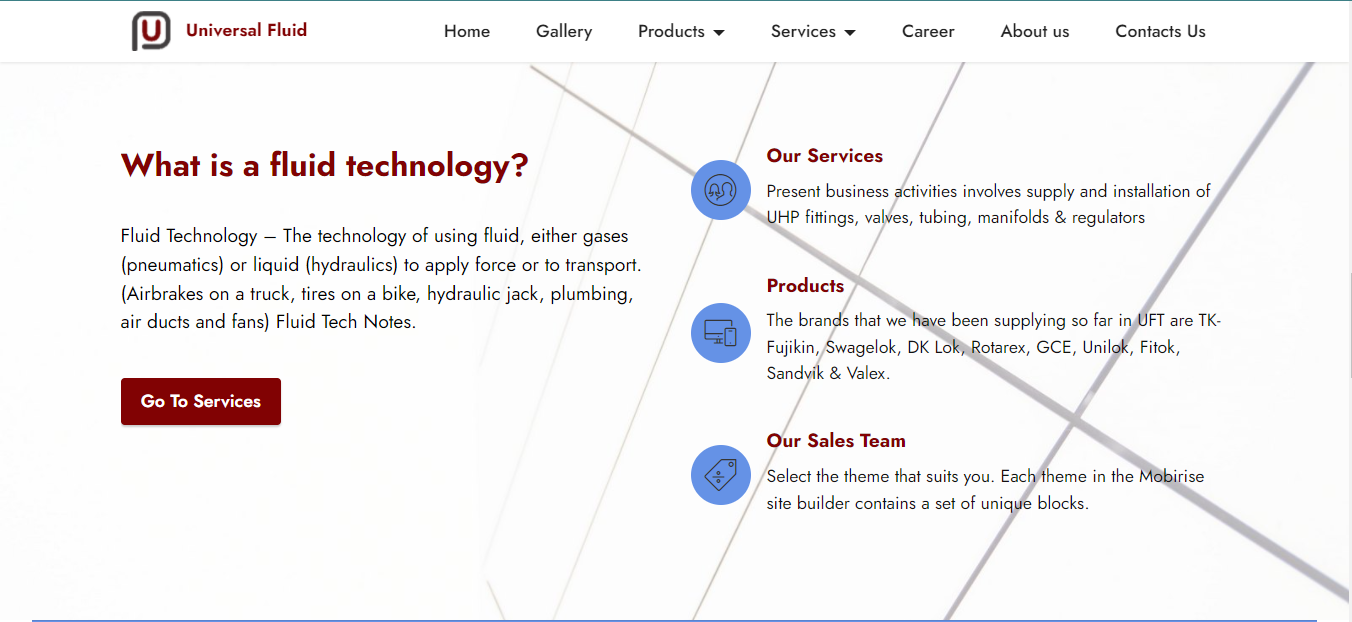 Universal Fluid
Home
Gallery
Products
Services
Career
About us
Contacts Us
What is a fluid technology?
Fluid Technology – The technology of using fluid, either gases
(pneumatics) or liquid (hydraulics) to apply force or to transport.
(Airbrakes on a truck, tires on a bike, hydraulic jack, plumbing,
air ducts and fans) Fluid Tech Notes.
Go To Services
Our Services
Present business activities involves supply and installation of
UHP fittings, valves, tubing, manifolds & regulators
Products
The brands that we have been supplying so far in UFT are TK-
Fujikin, Swagelok, DK Lok, Rotarex, GCE, Unilok, Fitok,
Sandvik & Valex.
Our Sales Team
Select the theme that suits you. Each theme in the Mobirise
site builder contains a set of unique blocks.